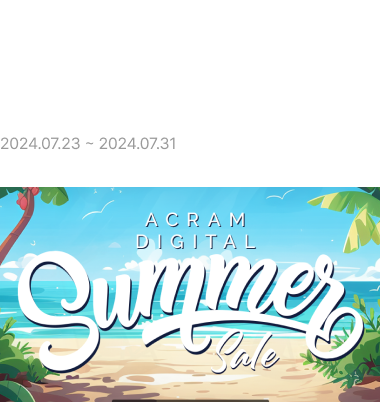 2024.07.23 ~ 2024.07.31
ACRAM
DIGITAL
Summer
Sale